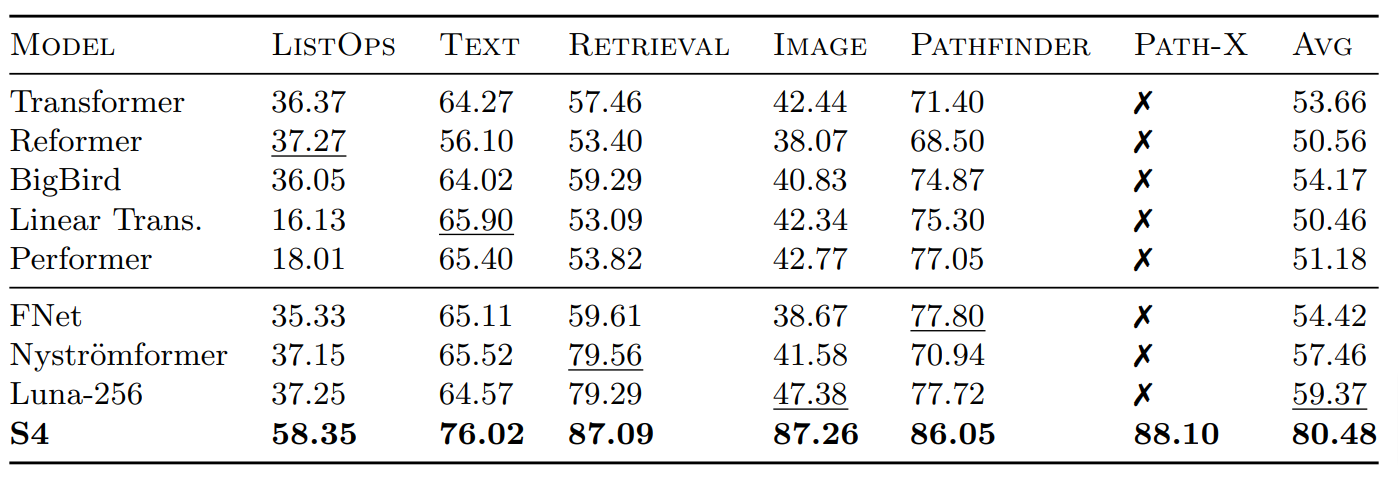 MODEL LISTOPS TEXT RETRIEVAL IMAGE PATHFINDER PATH-X AVG
Transformer 36.37 64.27 57.46 42.44 71.40 ✗ 53.66
Reformer 37.27 56.10 53.40 38.07 68.50 ✗ 50.56
BigBird 36.05 64.02 59.29 40.83 74.87 ✗ 54.17
Linear Trans. 16.13 65.90 53.09 42.34 75.30 ✗ 50.46
Performer 18.01 65.40 53.82 42.77 77.05 ✗ 51.18
FNet 35.33 65.11 59.61 38.67 77.80 ✗ 54.42
Nyströmformer 37.15 65.52 79.56 41.58 70.94 ✗ 57.46
Luna-256 37.25 64.57 79.29 47.38 77.72 ✗ 59.37
S4 58.35 76.02 87.09 87.26 86.05 88.10 80.48